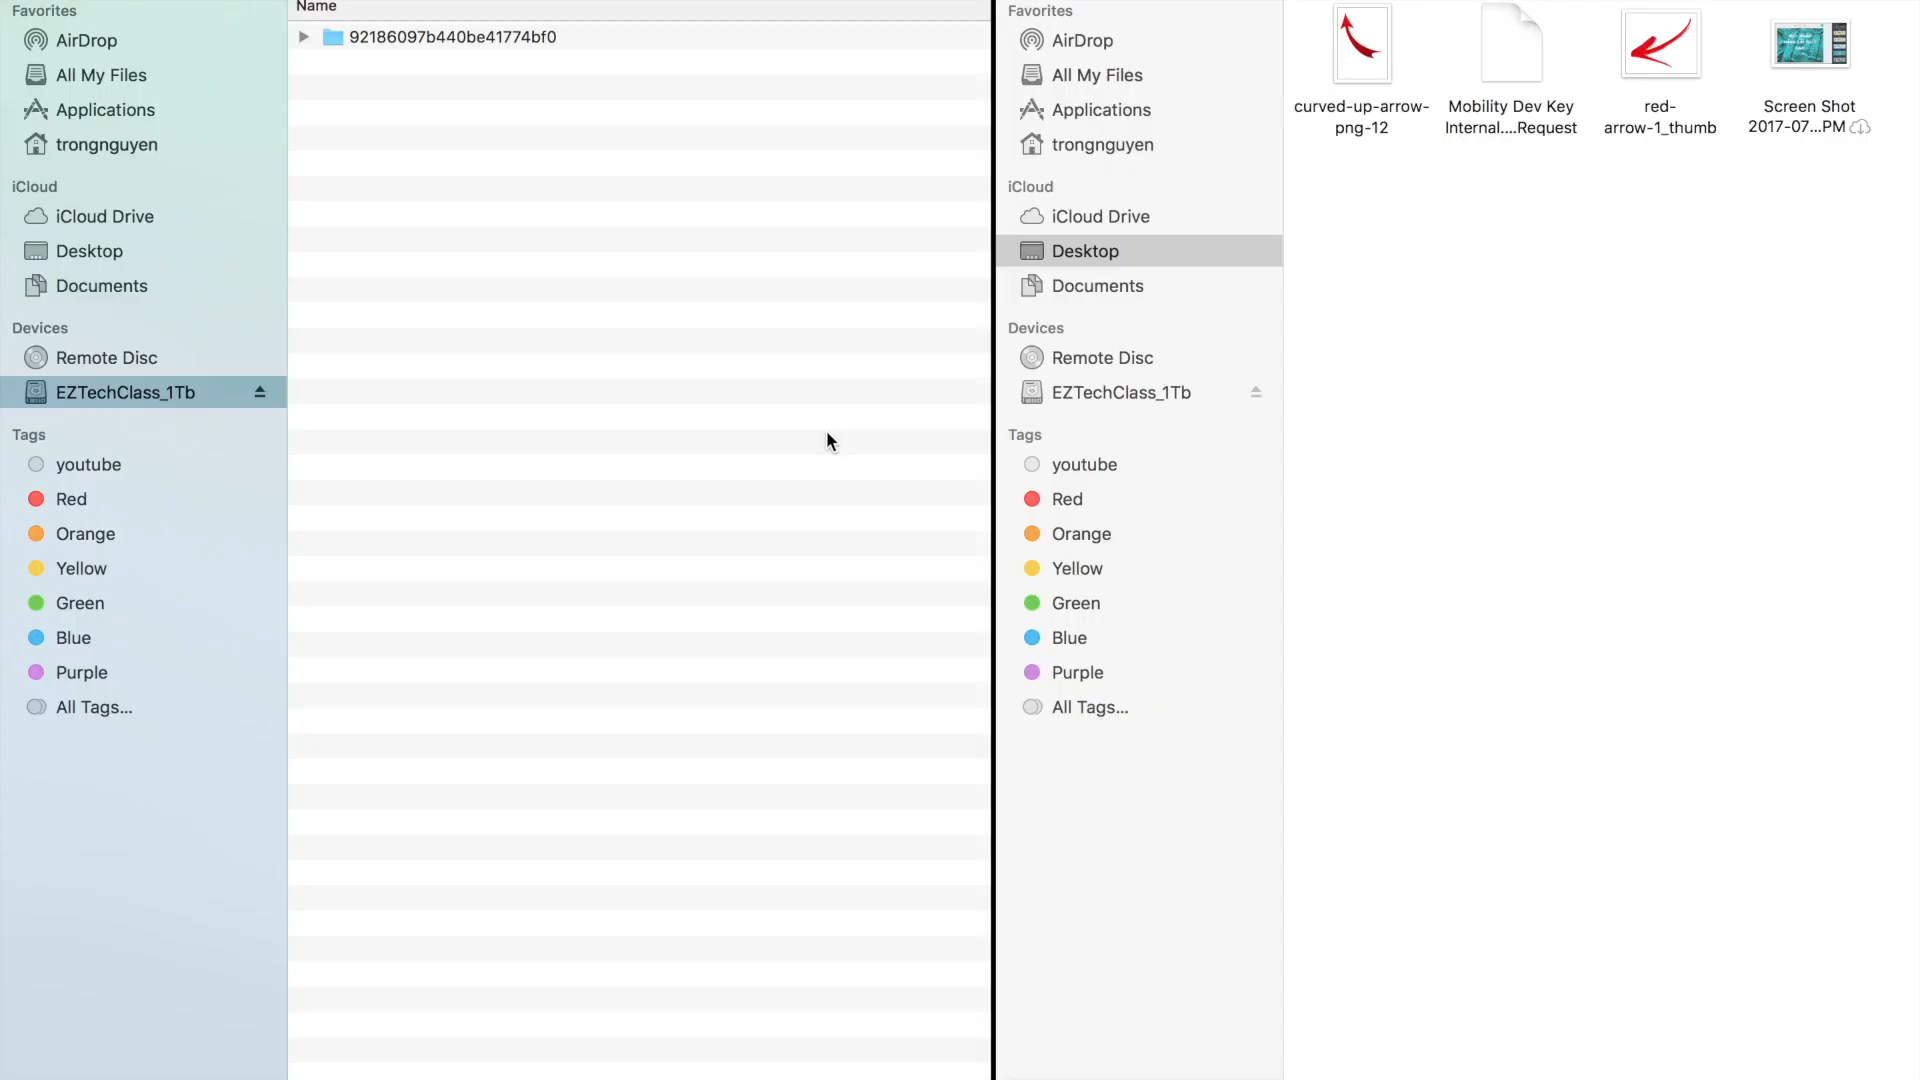 Favorites
AirDrop
All My Files
Applications
trongnguyen
iCloud
iCloud Drive
Desktop
Documents
Devices
Remote Disc
EZTechClass_1Tb
Tags
youtube
Red
Orange
Yellow
Green
Blue
Purple
All Tags...
Name
92186097b440be41774bf0
Favorites
AirDrop
All My Files
Applications
trongnguyen
iCloud
iCloud Drive
Desktop
Documents
Devices
Remote Disc
EZTechClass_1Tb
Tags
youtube
Red
Orange
Yellow
Green
Blue
Purple
All Tags...
curved-up-arrow-
png-12
Mobility Dev Key
Internal....Request
red-
arrow-1_thumb
Screen Shot
2017-07...PM